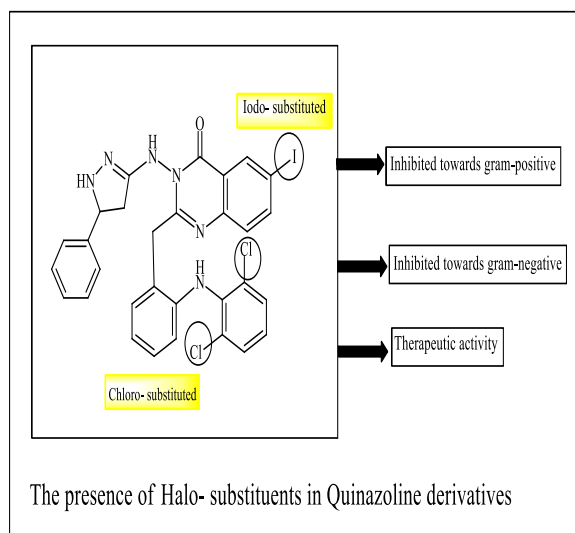 Iodo- substituted
O
H
N
N
HN
N
I
N
H
N
Cl
Cl
Chloro- substituted
Inhibited towards gram-positive
Inhibited towards gram-negative
Therapeutic activity
The presence of Halo- substituents in Quinazoline derivatives